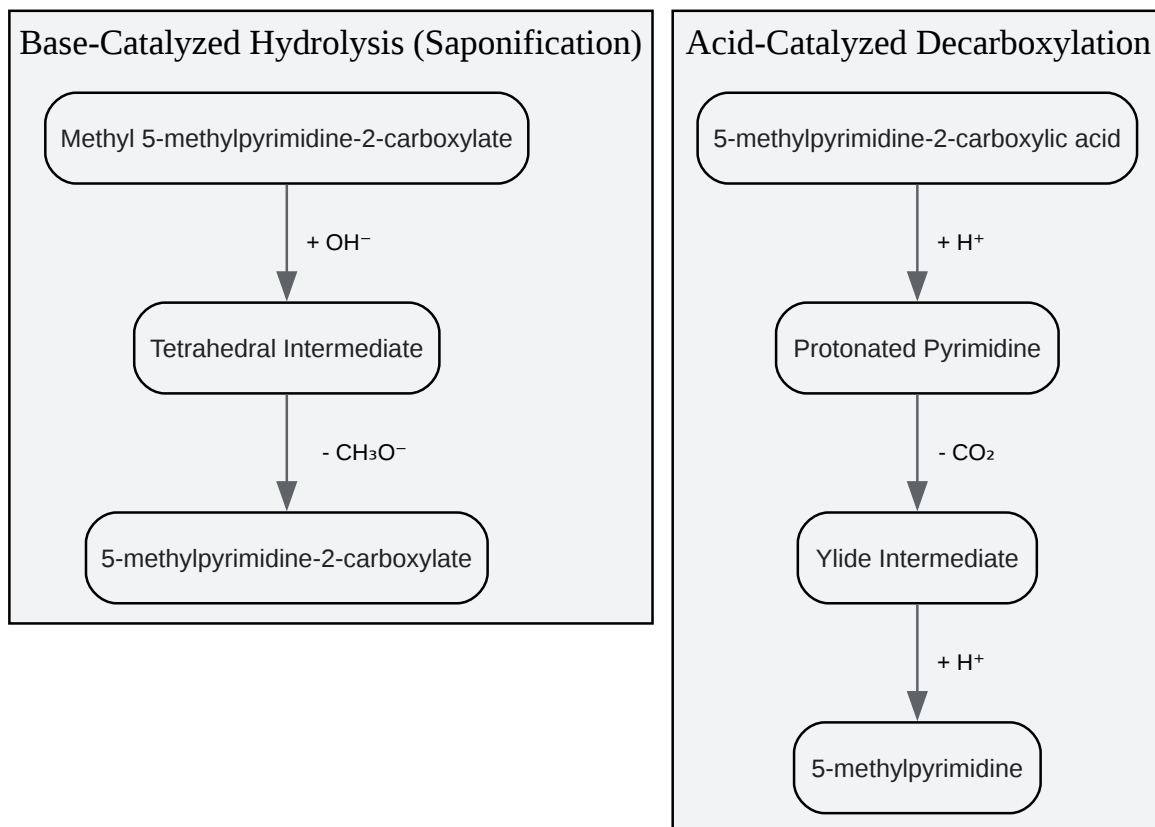 Base-Catalyzed Hydrolysis (Saponification)
Methyl 5-methylpyrimidine-2-carboxylate
+ OH⁻
Tetrahedral Intermediate
- CH₃O⁻
5-methylpyrimidine-2-carboxylate
Acid-Catalyzed Decarboxylation
5-methylpyrimidine-2-carboxylic acid
+ H⁺
Protonated Pyrimidine
- CO₂
Ylide Intermediate
+ H⁺
5-methylpyrimidine